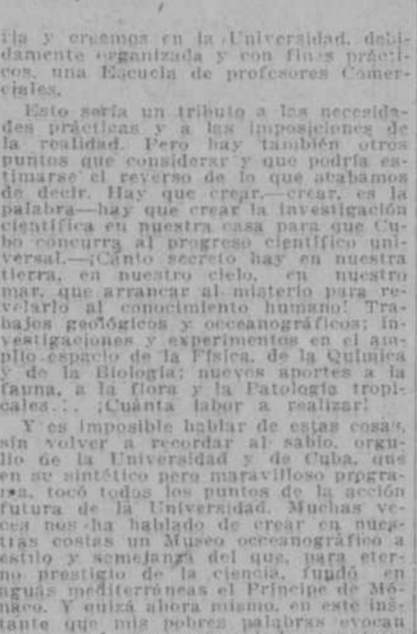 ria y creemos en la Universidad, debi-
damente organizada y con fines prácti-
cos, una Escuela de profesores Comer-
ciales.
Esto sería un tributo a las necesida-
des prácticas y a las imposiciones de
la realidad. Pero hay también otros
puntos que considerar y que podría es-
timarse el reverso de lo que acabamos
de decir. Hay que crear,—crear, es la
palabra—hay que crear la investigación
científica en nuestra casa para que Cu-
ba concurra al progreso científico uni-
versal.—¡Cánto secreto hay en nuestra
tierra, en nuestro cielo, en nuestro
mar, que arrancar al misterio para re-
velarlo al conocimiento humano! Tra-
bajos geológicos y occeanográficos; in-
vestigaciones y experimentos en el am-
plio espacio de la Física, de la Química
y de la Biología; nuevos aportes a la
fauna, a la flora y la Patología tropi-
cales... ¡Cuánta labor a realizar!
Y es imposible hablar de estas cosas,
sin volver a recordar al sabio, orgu-
llo de la Universidad y de Cuba, que
en su sintético pero maravilloso progra-
ma, tocó todos los puntos de la acción
futura de la Universidad. Muchas ve-
ces nos ha hablado de crear en nues-
tras costas un Museo occeanográfico a
estilo y semejanza del que, para eter-
no prestigio de la ciencia, fundó en
aguas mediterráneas el Príncipe de Mó-
naco. Y quizá ahora mismo, en este ins-
tante que mis pobres palabras evocan